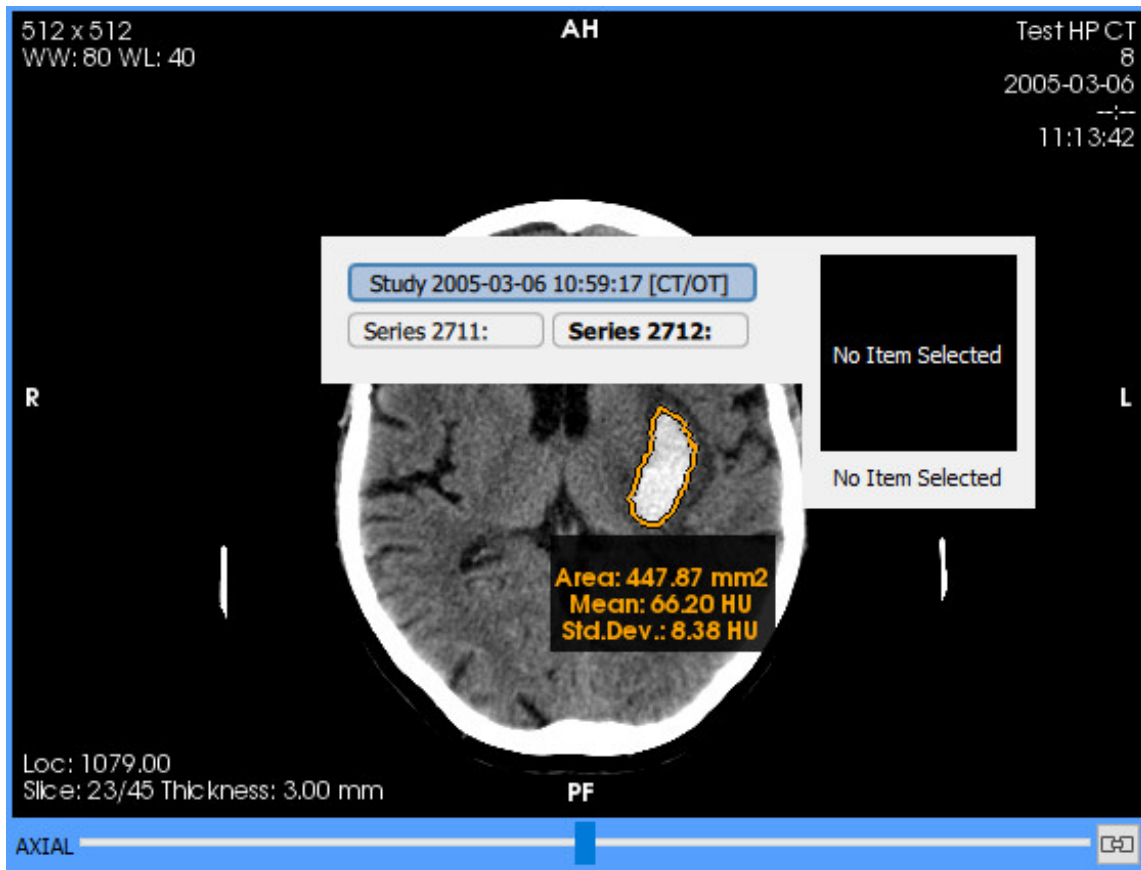 512 x 512
WW: 80 WL: 40
AH
Test HP CT
8
2005-03-06
--:--
11:13:42
Study 2005-03-06 10:59:17 [CT/OT]
Series 2711:
Series 2712:
No Item Selected
No Item Selected
R
L
Area: 447.87 mm2
Mean: 66.20 HU
Std.Dev.: 8.38 HU
Loc: 1079.00
Slice: 23/45 Thickness: 3.00 mm
PF
AXIAL